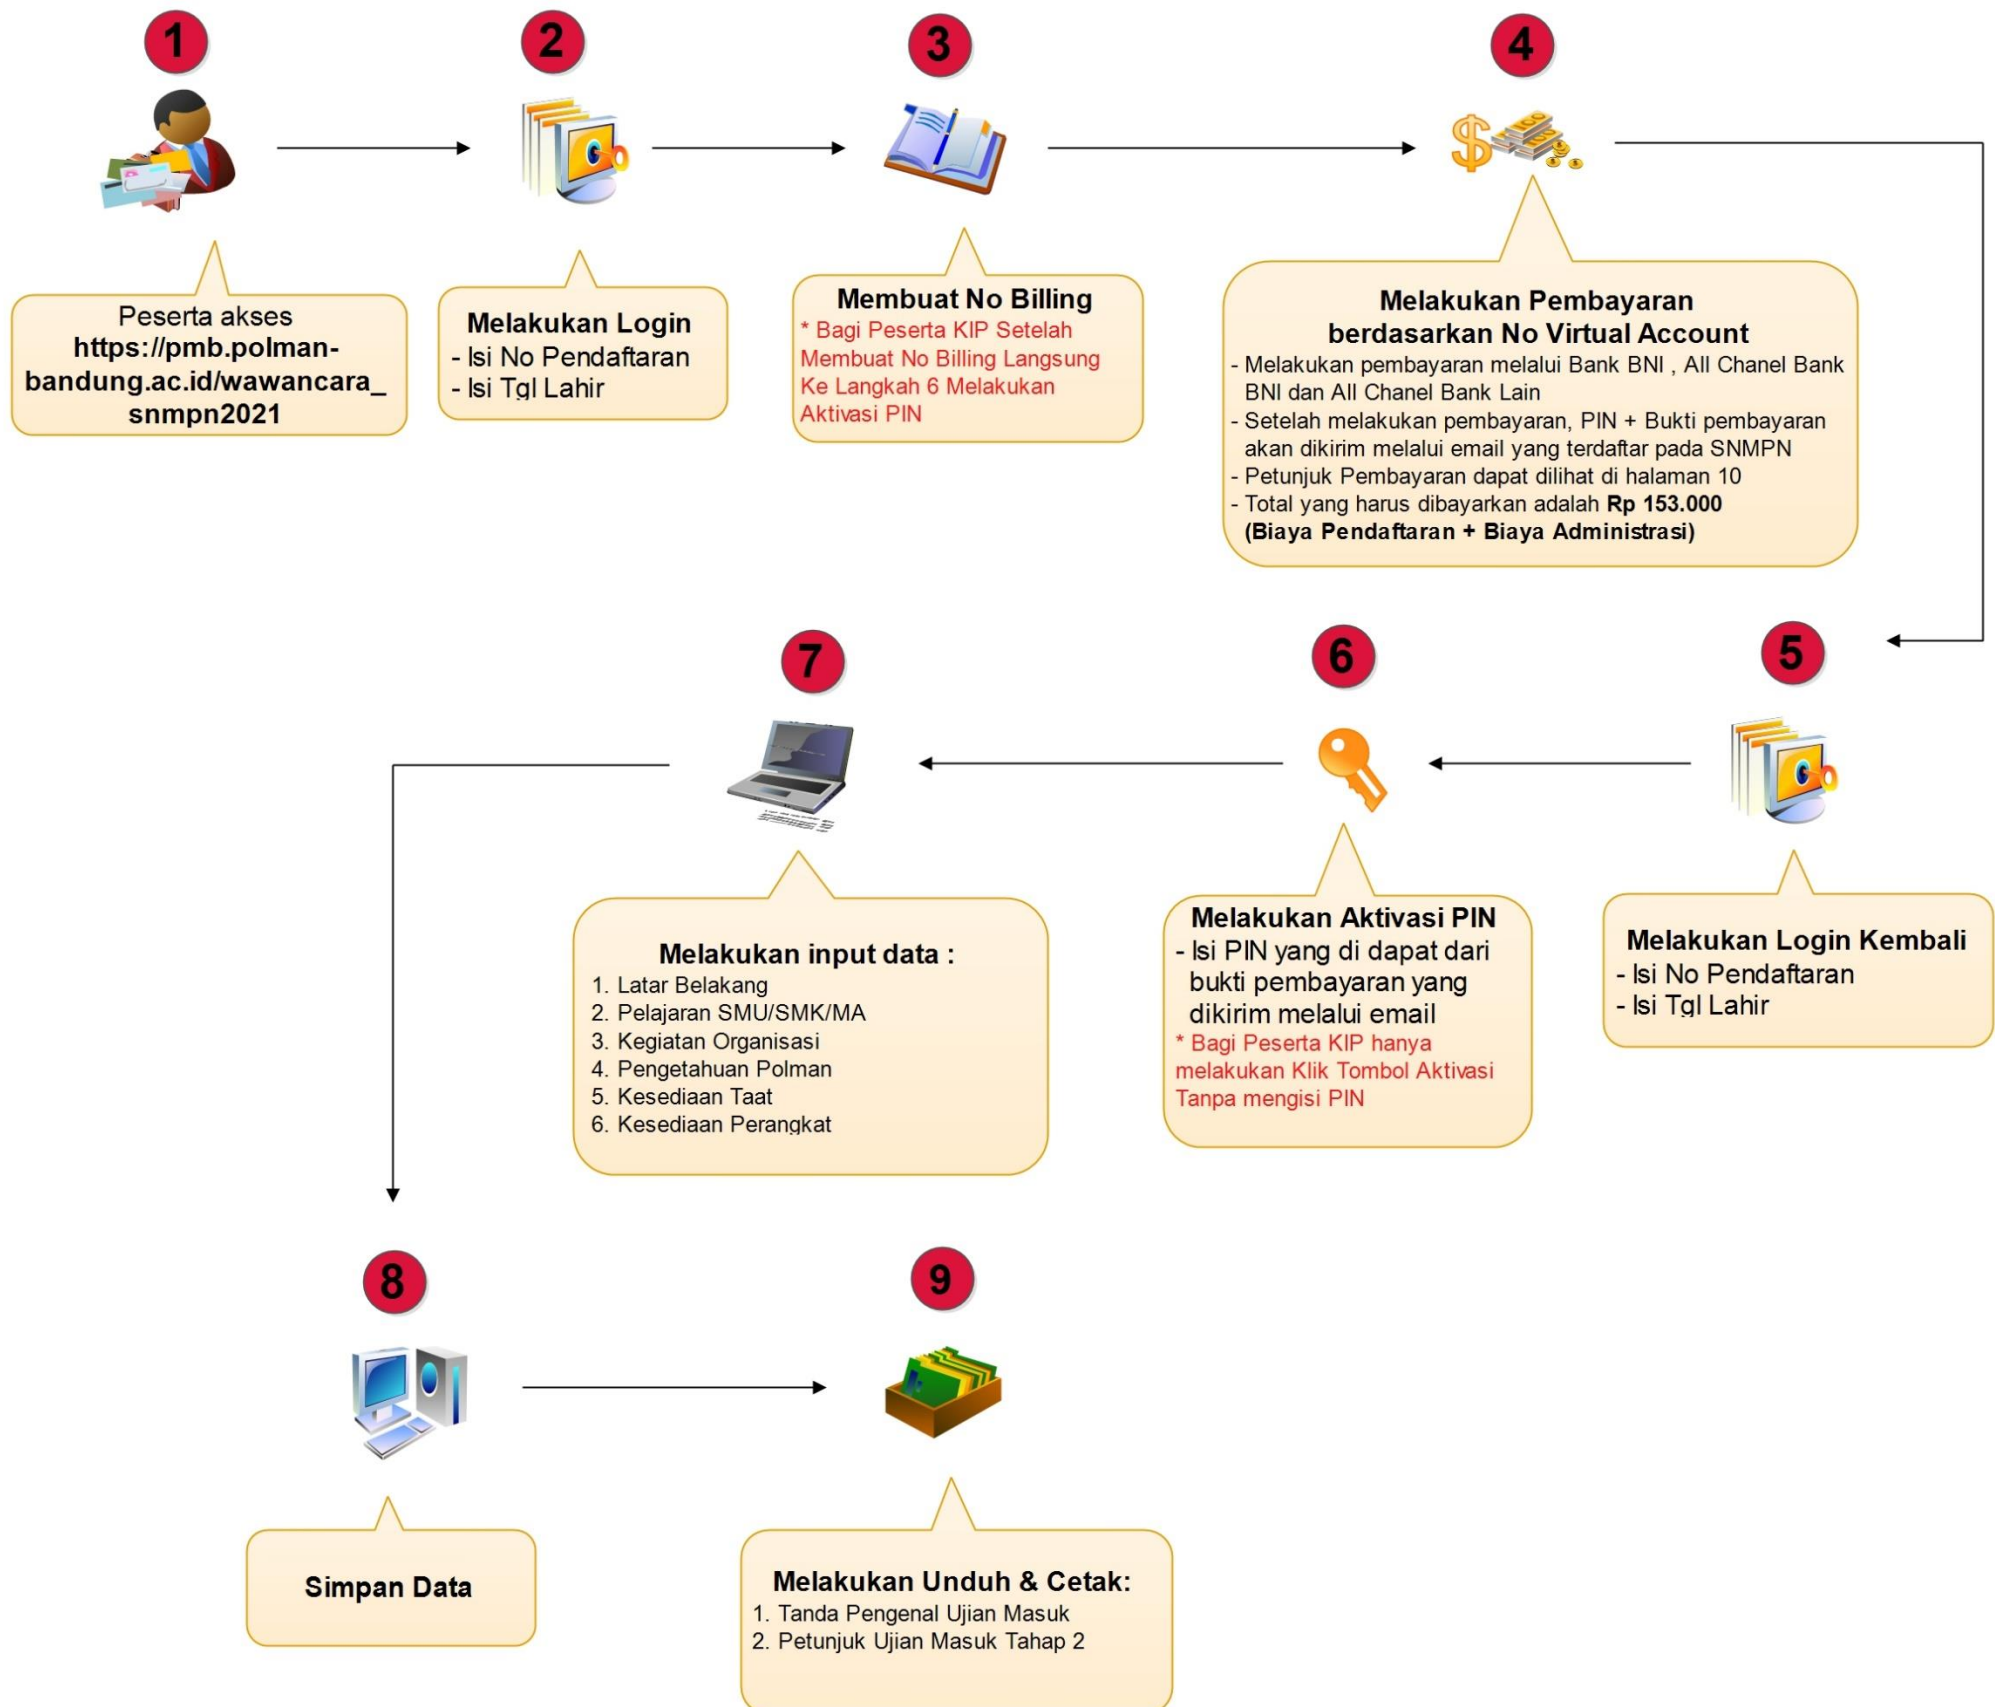 1
2
3
4
Peserta akses
https://pmb.polman-
bandung.ac.id/wawancara_
snmpn2021
Melakukan Login
- Isi No Pendaftaran
- Isi Tgl Lahir
Membuat No Billing
* Bagi Peserta KIP Setelah
Membuat No Billing Langsung
Ke Langkah 6 Melakukan
Aktivasi PIN
Melakukan Pembayaran
berdasarkan No Virtual Account
- Melakukan pembayaran melalui Bank BNI , All Chanel Bank
BNI dan All Chanel Bank Lain
- Setelah melakukan pembayaran, PIN + Bukti pembayaran
akan dikirim melalui email yang terdaftar pada SNMPN
- Petunjuk Pembayaran dapat dilihat di halaman 10
- Total yang harus dibayarkan adalah Rp 153.000
(Biaya Pendaftaran + Biaya Administrasi)
5
6
7
Melakukan Login Kembali
- Isi No Pendaftaran
- Isi Tgl Lahir
Melakukan Aktivasi PIN
- Isi PIN yang di dapat dari
bukti pembayaran yang
dikirim melalui email
* Bagi Peserta KIP hanya
melakukan Klik Tombol Aktivasi
Tanpa mengisi PIN
Melakukan input data :
1. Latar Belakang
2. Pelajaran SMU/SMK/MA
3. Kegiatan Organisasi
4. Pengetahuan Polman
5. Kesediaan Taat
6. Kesediaan Perangkat
8
9
Simpan Data
Melakukan Unduh & Cetak:
1. Tanda Pengenal Ujian Masuk
2. Petunjuk Ujian Masuk Tahap 2